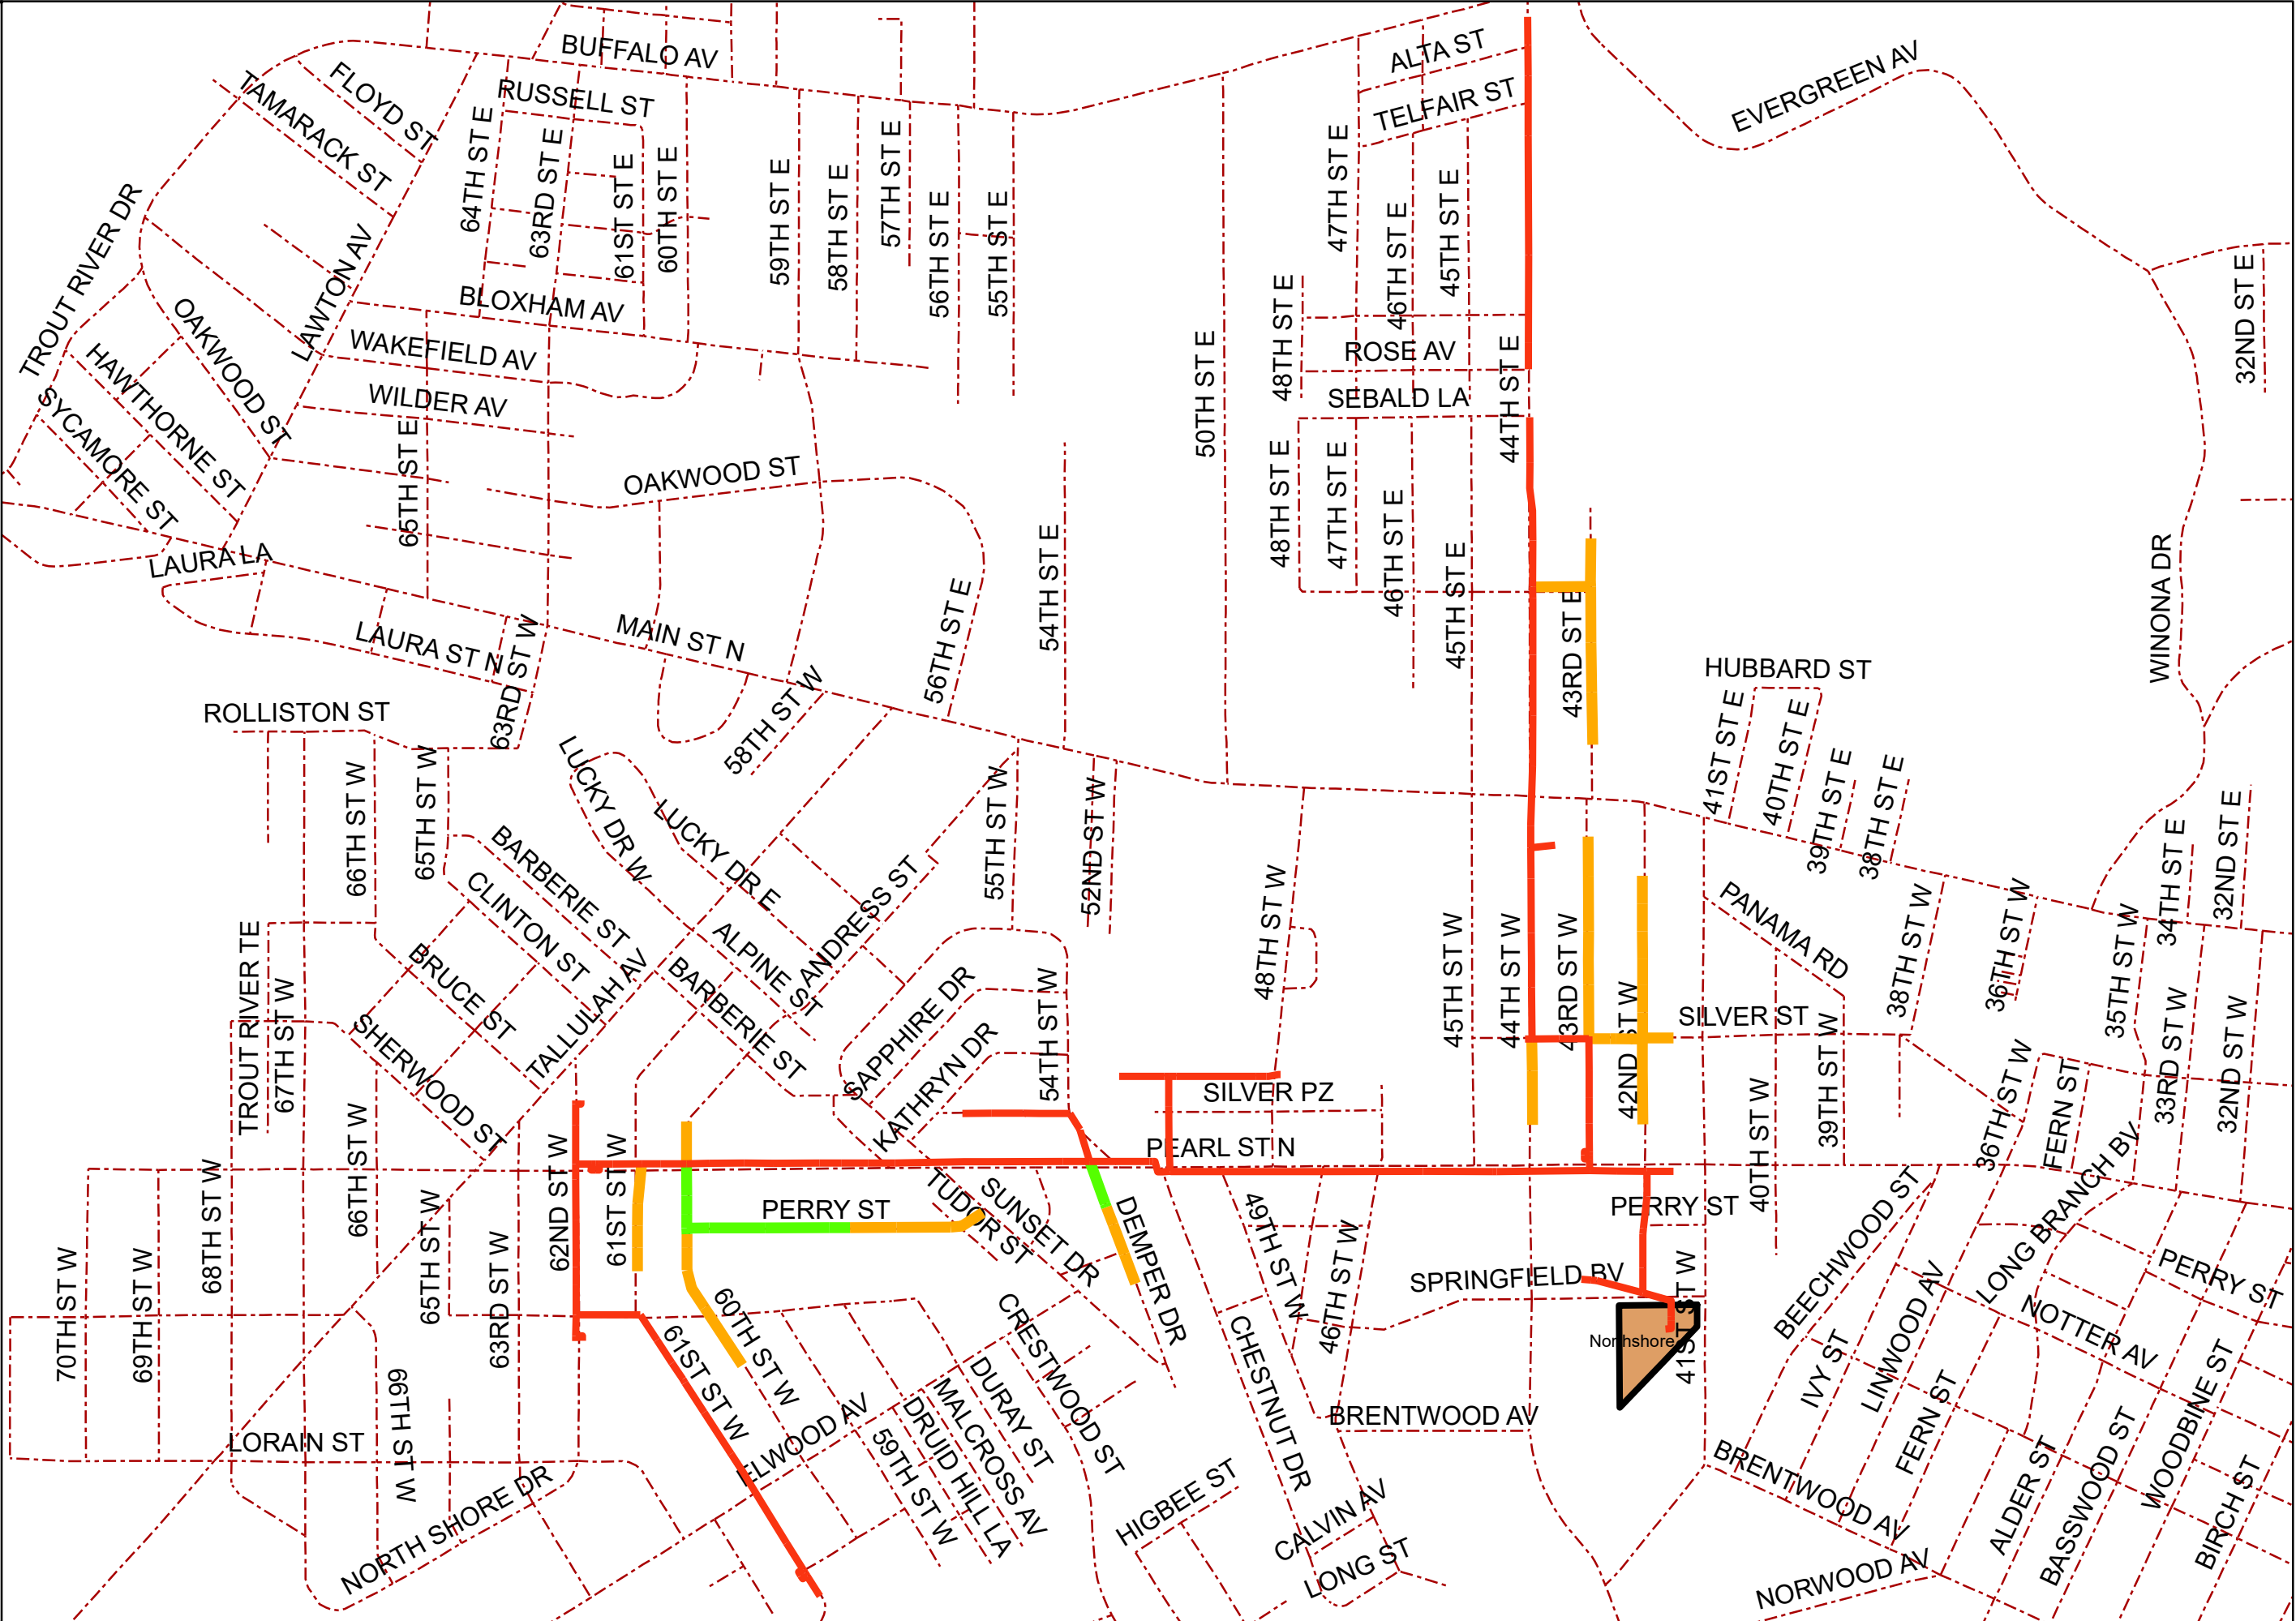 BUFFALO AV
ALTA ST
EVERGREEN AV
FLOYD ST
RUSSELL ST
TAMARACK ST
TELFAIR ST
64TH ST E
63RD ST E
61ST ST E
60TH ST E
59TH ST E
58TH ST E
57TH ST E
56TH ST E
55TH ST E
47TH ST E
46TH ST E
45TH ST E
TROUT RIVER DR
LAWTON AV
32ND ST E
BLOXHAM AV
48TH ST E
OAKWOOD ST
WAKEFIELD AV
50TH ST E
ROSE AV
44TH ST E
HAWTHORNE ST
SYCAMORE ST
WILDER AV
SEBALD LA
65TH ST E
OAKWOOD ST
48TH ST E
47TH ST E
46TH ST E
45TH ST E
LAURA LA
54TH ST E
56TH ST E
43RD ST E
WINONA DR
LAURA ST N
63RD ST W
MAIN ST N
HUBBARD ST
ROLLISTON ST
58TH ST W
41ST ST E
40TH ST E
39TH ST E
38TH ST E
66TH ST W
65TH ST W
LUCKY DR W
LUCKY DR E
55TH ST W
52ND ST W
34TH ST E
32ND ST E
BARBERIE ST
CLINTON ST
ANDRESS ST
48TH ST W
PANAMA RD
38TH ST W
36TH ST W
35TH ST W
TROUT RIVER TE
67TH ST W
BRUCE ST
ALPINE ST
TALLULAH AV
BARBERIE ST
SAPPHIRE DR
54TH ST W
45TH ST W
44TH ST W
43RD ST W
42ND ST W
SILVER ST
33RD ST W
32ND ST W
SHERWOOD ST
KATHRYN DR
SILVER PZ
40TH ST W
39TH ST W
36TH ST W
FERN ST
PEARL ST N
68TH ST W
66TH ST W
62ND ST W
61ST ST W
PERRY ST
TUDOR ST
SUNSET DR
DEMPER DR
49TH ST W
46TH ST W
PERRY ST
BEECHWOOD ST
LONG BRANCH BV
70TH ST W
69TH ST W
65TH ST W
63RD ST W
60TH ST W
SPRINGFIELD BV
41ST ST W
LINWOOD AV
PERRY ST
NOTTER AV
CRESTWOOD ST
CHESTNUT DR
Northshore
IVY ST
61ST ST W
DURAY ST
MALCROSS AV
DRUID HILL LA
59TH ST W
66TH ST W
BRENTWOOD AV
FERN ST
WOODBINE ST
LORAIN ST
ELWOOD AV
BRENTWOOD AV
ALDER ST
BASSWOOD ST
BIRCH ST
NORTH SHORE DR
HIGBEE ST
CALVIN AV
LONG ST
NORWOOD AV